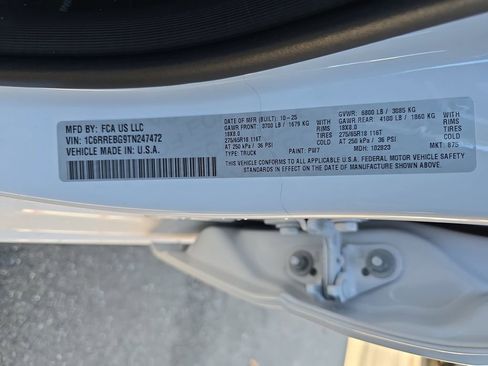 MFD BY: FCA US LLC
VIN: 1C6RREBG9TN247472
VEHICLE MADE IN U.S.A.
DATE OF MFR (BUILT) 10-25 GVWR: 6800 LB / 3085 KG
GAWR FRONT: 3700 LB / 1679 KG WITH GAWR REAR: 4100 LB / 1860 KG WITH
18X8.0 RIMS 18X8.0 RIMS
275/65R18 116T TIRES 275/65R18 116T TIRES
AT 250 kPa / 36 PSI COLD AT 250 kPa / 36 PSI COLD
TYPE: TRUCK PAINT: PW7 MDH: 102923 MKT: 875
THIS VEHICLE CONFORMS TO ALL APPLICABLE U.S.A. FEDERAL MOTOR VEHICLE SAFETY
STANDARDS IN EFFECT ON THE DATE OF MANUFACTURE SHOWN ABOVE.